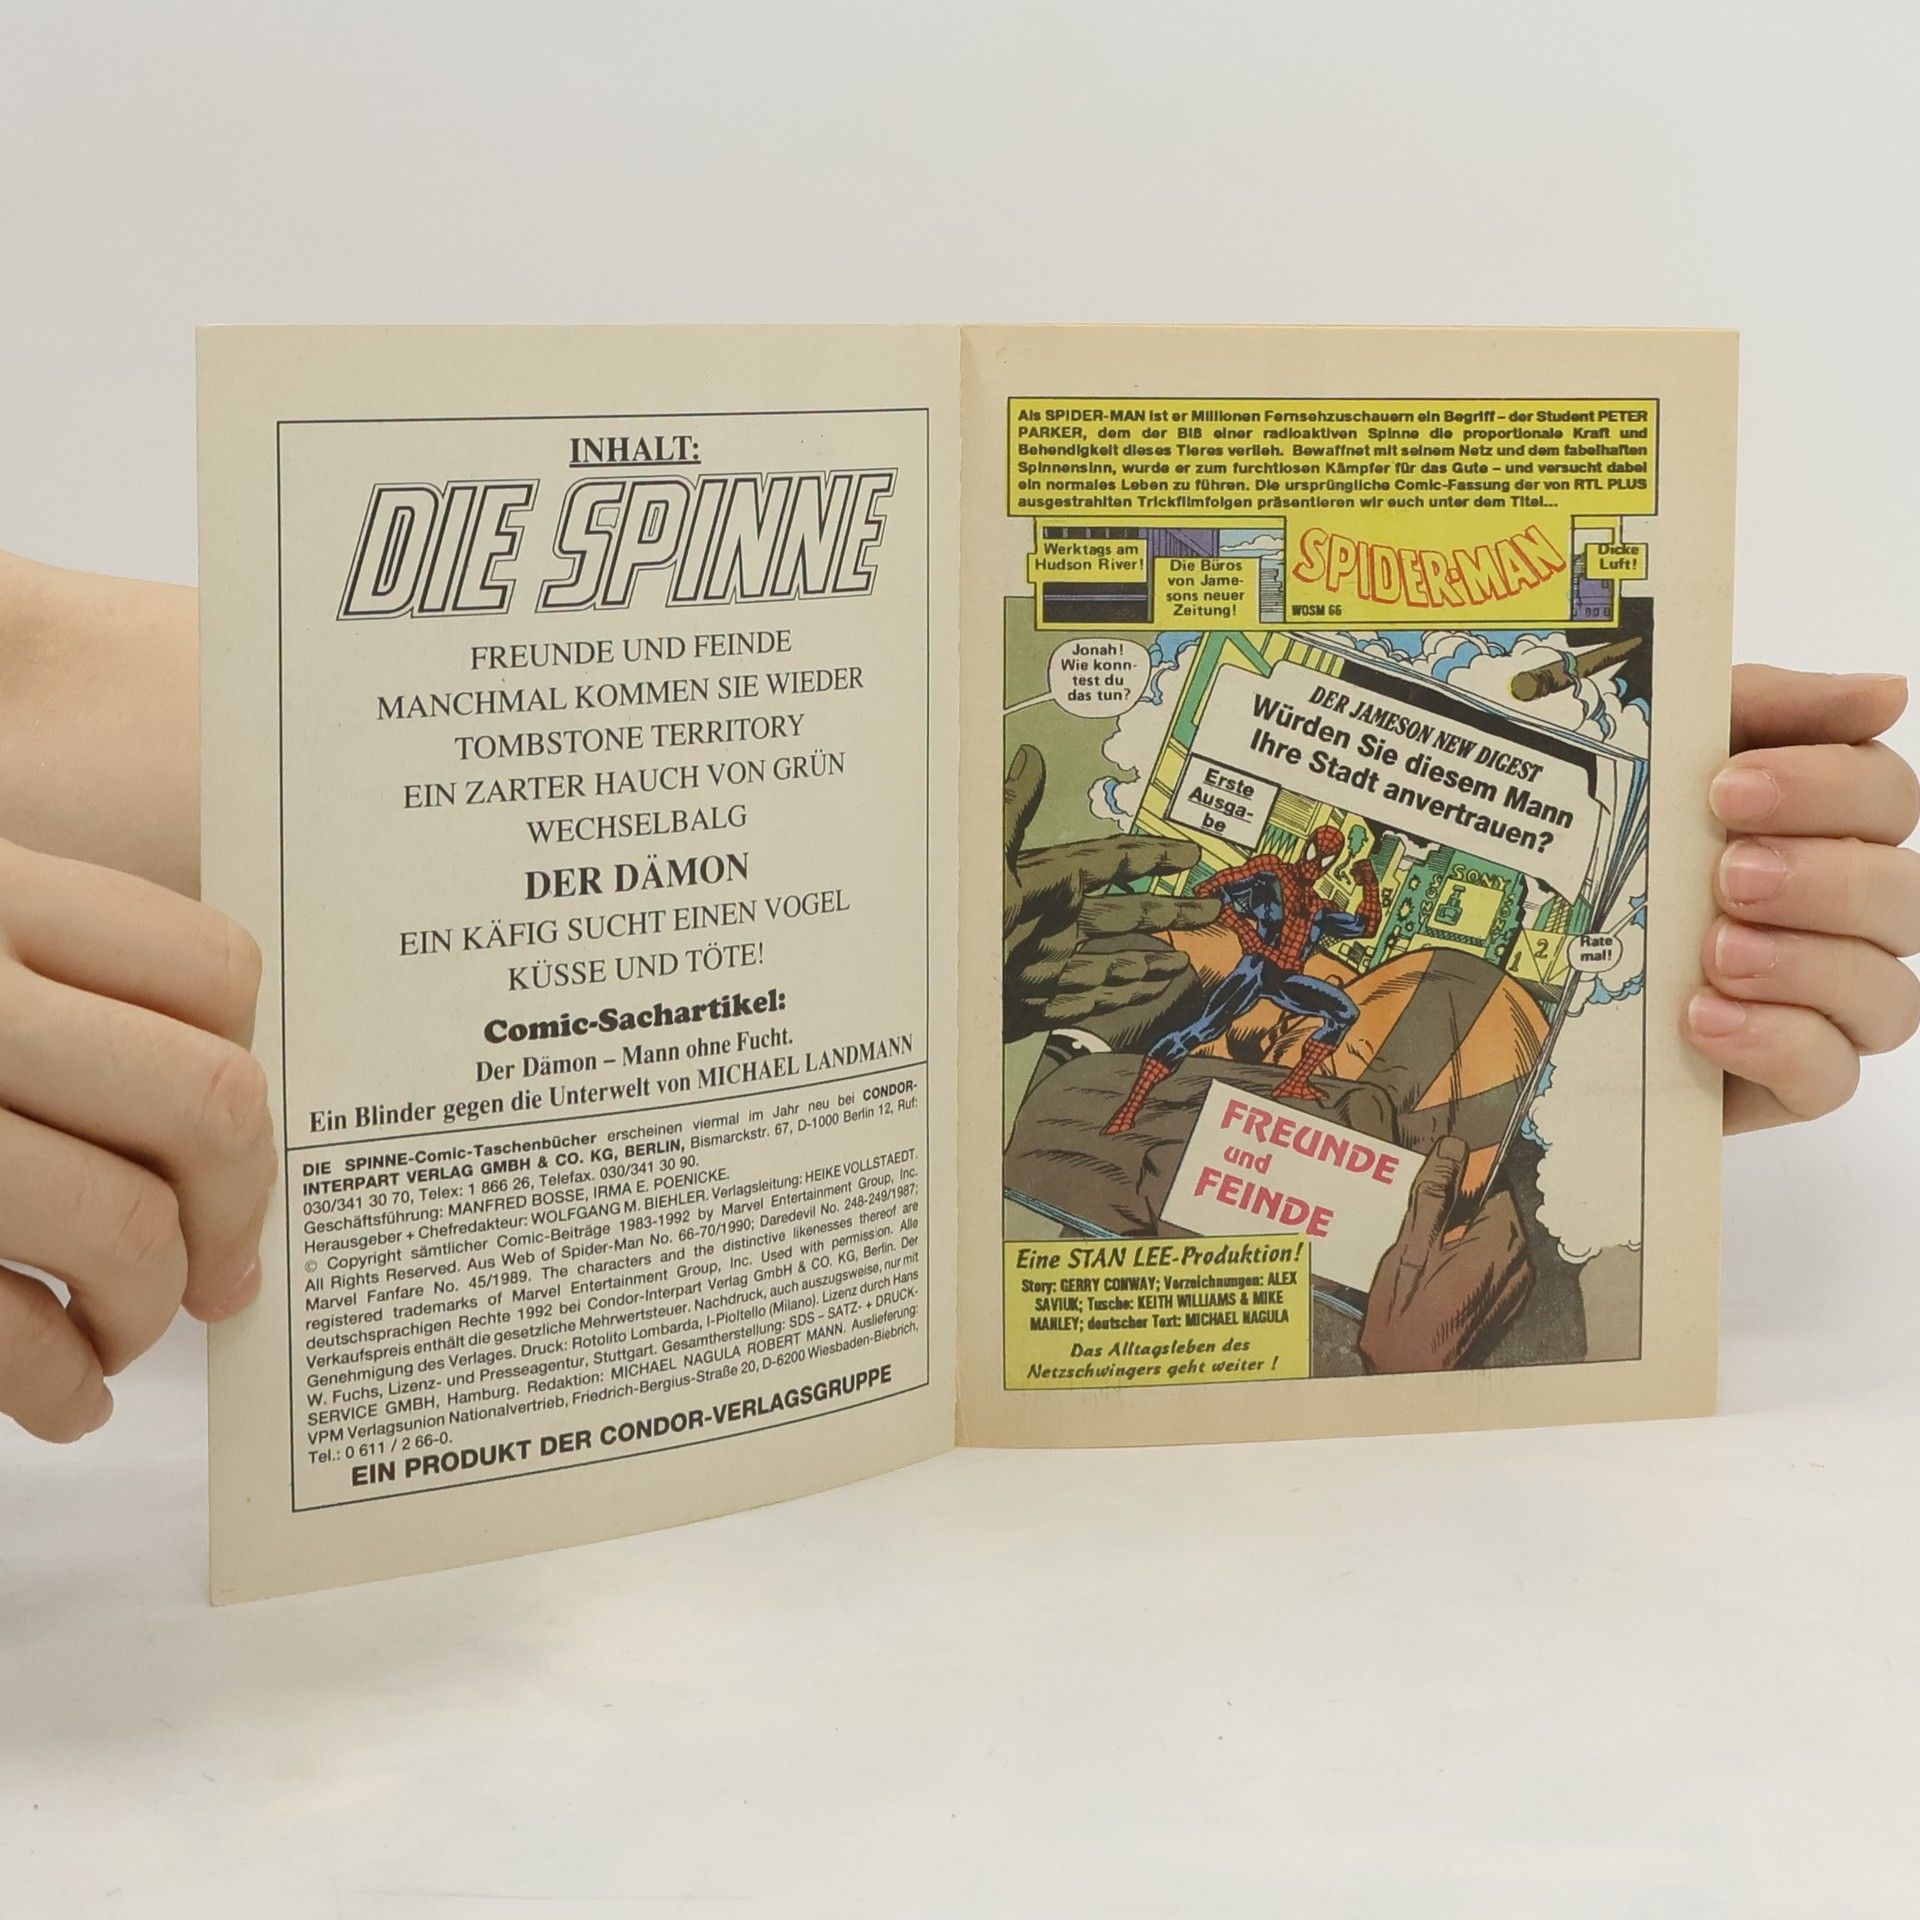 INHALT:
DIE SPINNE
FREUNDE UND FEINDE
MANCHMAL KOMMEN SIE WIEDER
TOMBSTONE TERRITORY
EIN ZARTER HAUCH VON GRÜN
WECHSELBALG
DER DÄMON
EIN KÄFIG SUCHT EINEN VOGEL
KÜSSE UND TÖTE!
Comic-Sachartikel:
Der Dämon – Mann ohne Fucht.
Ein Blinder gegen die Unterwelt von MICHAEL LANDMANN
DIE SPINNE-Comic-Taschenbücher erscheinen viermal im Jahr neu bei CONDOR-
INTERPART VERLAG GMBH & CO. KG, BERLIN, Bismarckstr. 67, D-1000 Berlin 12, Ruf:
030/341 30 70, Telex: 1 866 26, Telefax. 030/341 30 90.
Geschäftsführung: MANFRED BOSSE, IRMA E. POENICKE.
Herausgeber + Chefredakteur: WOLFGANG M. BIEHLER. Verlagsleitung: HEIKE VOLLSTAEDT.
© Copyright sämtlicher Comic-Beiträge 1983-1992 by Marvel Entertainment Group, Inc.
All Rights Reserved. Aus Web of Spider-Man No. 66-70/1990; Daredevil No. 248-249/1987;
Marvel Fanfare No. 45/1989. The characters and the distinctive likenesses thereof are
registered trademarks of Marvel Entertainment Group, Inc. Used with permission. Alle
deutschsprachigen Rechte 1992 bei Condor-Interpart Verlag GmbH & CO. KG, Berlin. Der
Verkaufspreis enthält die gesetzliche Mehrwertsteuer. Nachdruck, auch auszugsweise, nur mit
Genehmigung des Verlages. Druck: Rotolito Lombarda, I-Pioltello (Milano). Lizenz durch Hans
W. Fuchs, Lizenz- und Presseagentur, Stuttgart. Gesamtherstellung: SDS – SATZ- + DRUCK-
SERVICE GMBH, Hamburg. Redaktion: MICHAEL NAGULA ROBERT MANN. Auslieferung:
VPM Verlagsunion Nationalvertrieb, Friedrich-Bergius-Straße 20, D-6200 Wiesbaden-Biebrich,
Tel.: 0 611 / 2 66-0.
EIN PRODUKT DER CONDOR-VERLAGSGRUPPE
Als SPIDER-MAN ist er Millionen Fernsehzuschauern ein Begriff – der Student PETER
PARKER, dem der Biß einer radioaktiven Spinne die proportionale Kraft und
Behendigkeit dieses Tieres verlieh. Bewaffnet mit seinem Netz und dem fabelhaften
Spinnensinn, wurde er zum furchtlosen Kämpfer für das Gute – und versucht dabei
ein normales Leben zu führen. Die ursprüngliche Comic-Fassung der von RTL PLUS
ausgestrahlten Trickfilmfolgen präsentieren wir euch unter dem Titel...
Werktags am
Hudson River!
Die Büros
von Jame-
sons neuer
Zeitung!
SPIDER-MAN
WOSM 66
Dicke
Luft!
Jonah!
Wie konn-
test du
das tun?
DER JAMESON NEW DIGEST
Würden Sie diesem Mann
Ihre Stadt anvertrauen?
Erste
Ausga-
be
SONY
1 2
Rate
mal!
FREUNDE
und
FEINDE
Eine STAN LEE-Produktion!
Story: GERRY CONWAY; Vorzeichnungen: ALEX
SAVIUK; Tusche: KEITH WILLIAMS & MIKE
MANLEY; deutscher Text: MICHAEL NAGULA
Das Alltagsleben des
Netzschwingers geht weiter !